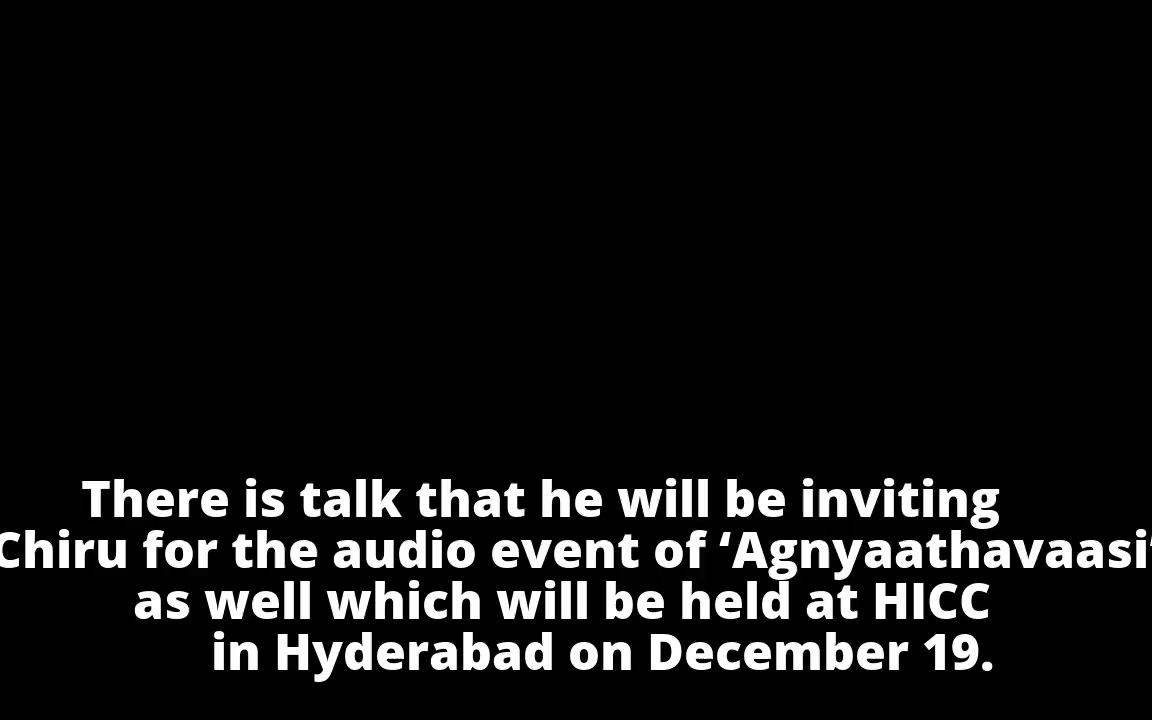 There is talk that he will be inviting
Chiru for the audio event of ‘Agnyaathavaasi’
as well which will be held at HICC
in Hyderabad on December 19.